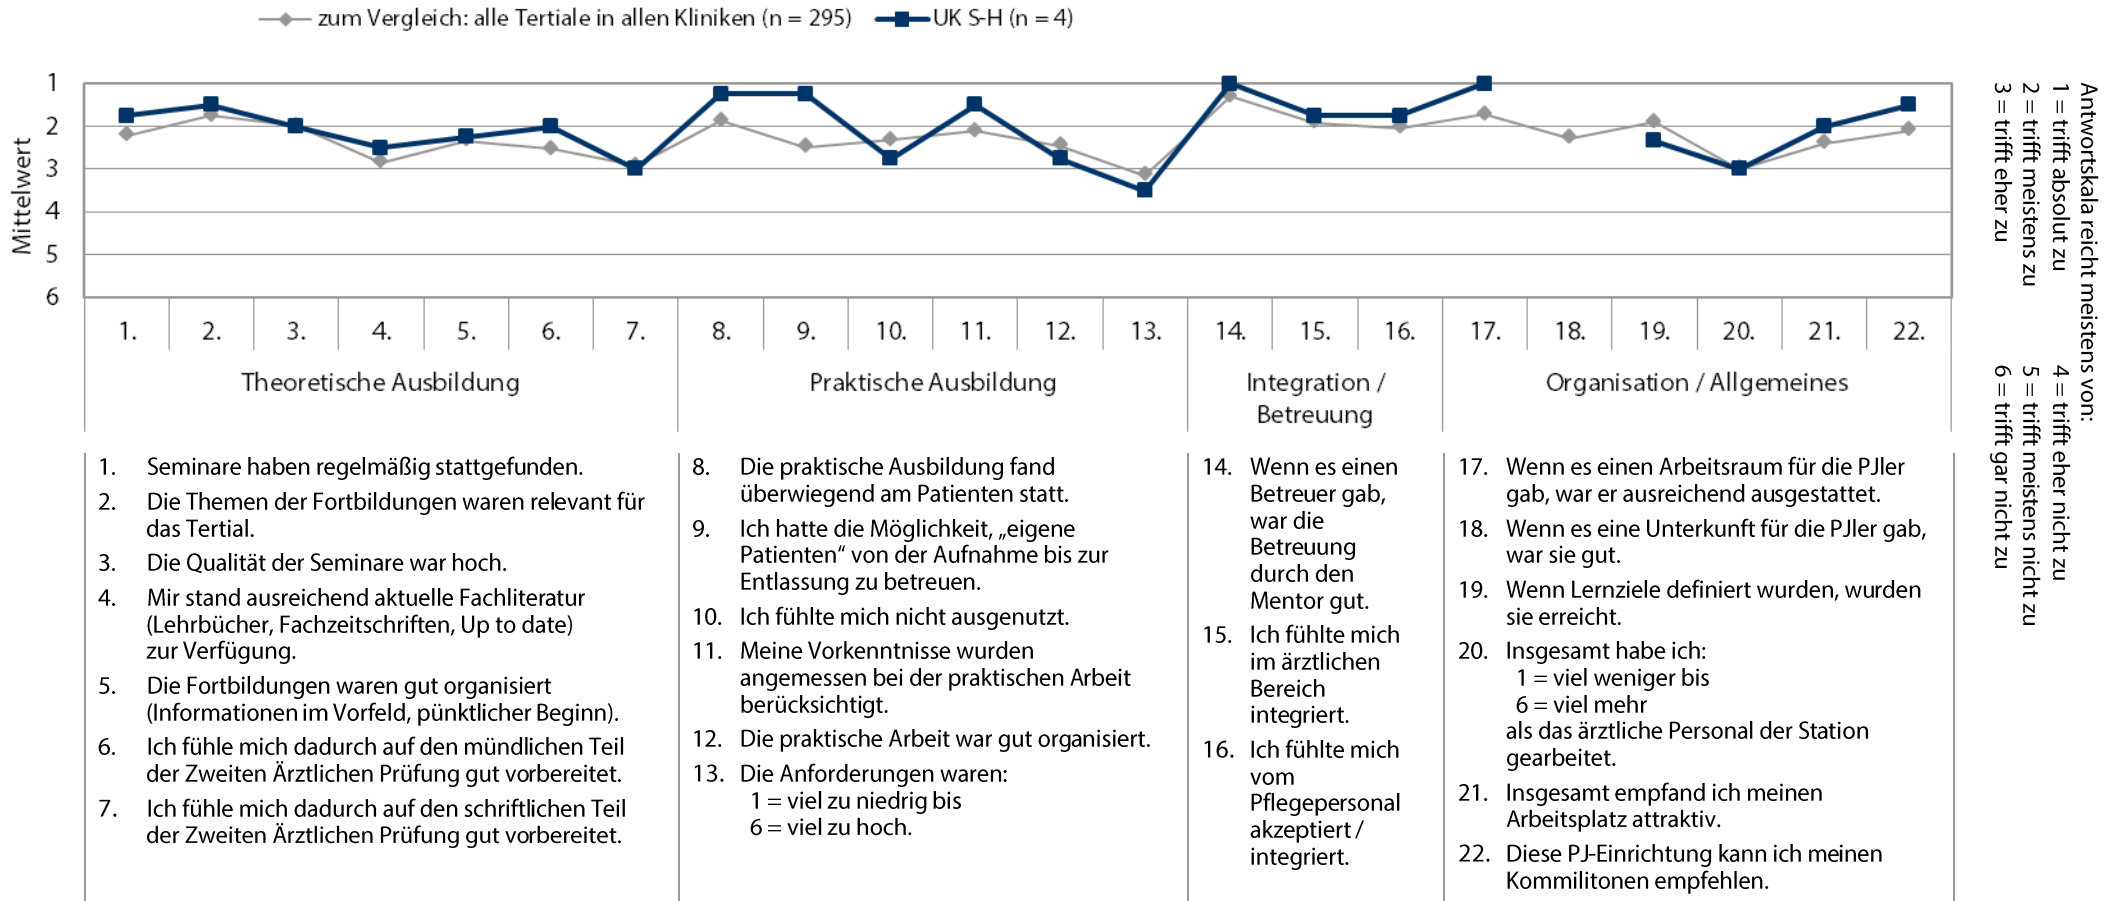 zum Vergleich: alle Tertiale in allen Kliniken (n = 295)
UK S-H (n = 4)
Mittelwert
1
2
3
4
5
6
1. 2. 3. 4. 5. 6. 7. 8. 9. 10. 11. 12. 13. 14. 15. 16. 17. 18. 19. 20. 21. 22.
Theoretische Ausbildung
Praktische Ausbildung
Integration /
Betreuung
Organisation / Allgemeines
1. Seminare haben regelmäßig stattgefunden.
2. Die Themen der Fortbildungen waren relevant für
das Tertial.
3. Die Qualität der Seminare war hoch.
4. Mir stand ausreichend aktuelle Fachliteratur
(Lehrbücher, Fachzeitschriften, Up to date)
zur Verfügung.
5. Die Fortbildungen waren gut organisiert
(Informationen im Vorfeld, pünktlicher Beginn).
6. Ich fühle mich dadurch auf den mündlichen Teil
der Zweiten Ärztlichen Prüfung gut vorbereitet.
7. Ich fühle mich dadurch auf den schriftlichen Teil
der Zweiten Ärztlichen Prüfung gut vorbereitet.
8. Die praktische Ausbildung fand
überwiegend am Patienten statt.
9. Ich hatte die Möglichkeit, „eigene
Patienten“ von der Aufnahme bis zur
Entlassung zu betreuen.
10. Ich fühlte mich nicht ausgenutzt.
11. Meine Vorkenntnisse wurden
angemessen bei der praktischen Arbeit
berücksichtigt.
12. Die praktische Arbeit war gut organisiert.
13. Die Anforderungen waren:
1 = viel zu niedrig bis
6 = viel zu hoch.
14. Wenn es einen
Betreuer gab,
war die
Betreuung
durch den
Mentor gut.
15. Ich fühlte mich
im ärztlichen
Bereich
integriert.
16. Ich fühlte mich
vom
Pflegepersonal
akzeptiert /
integriert.
17. Wenn es einen Arbeitsraum für die PJler
gab, war er ausreichend ausgestattet.
18. Wenn es eine Unterkunft für die PJler gab,
war sie gut.
19. Wenn Lernziele definiert wurden, wurden
sie erreicht.
20. Insgesamt habe ich:
1 = viel weniger bis
6 = viel mehr
als das ärztliche Personal der Station
gearbeitet.
21. Insgesamt empfand ich meinen
Arbeitsplatz attraktiv.
22. Diese PJ-Einrichtung kann ich meinen
Kommilitonen empfehlen.
Antwortskala reicht meistens von:
1 = trifft absolut zu
2 = trifft meistens zu
3 = trifft eher zu
4 = trifft eher nicht zu
5 = trifft meistens nicht zu
6 = trifft gar nicht zu